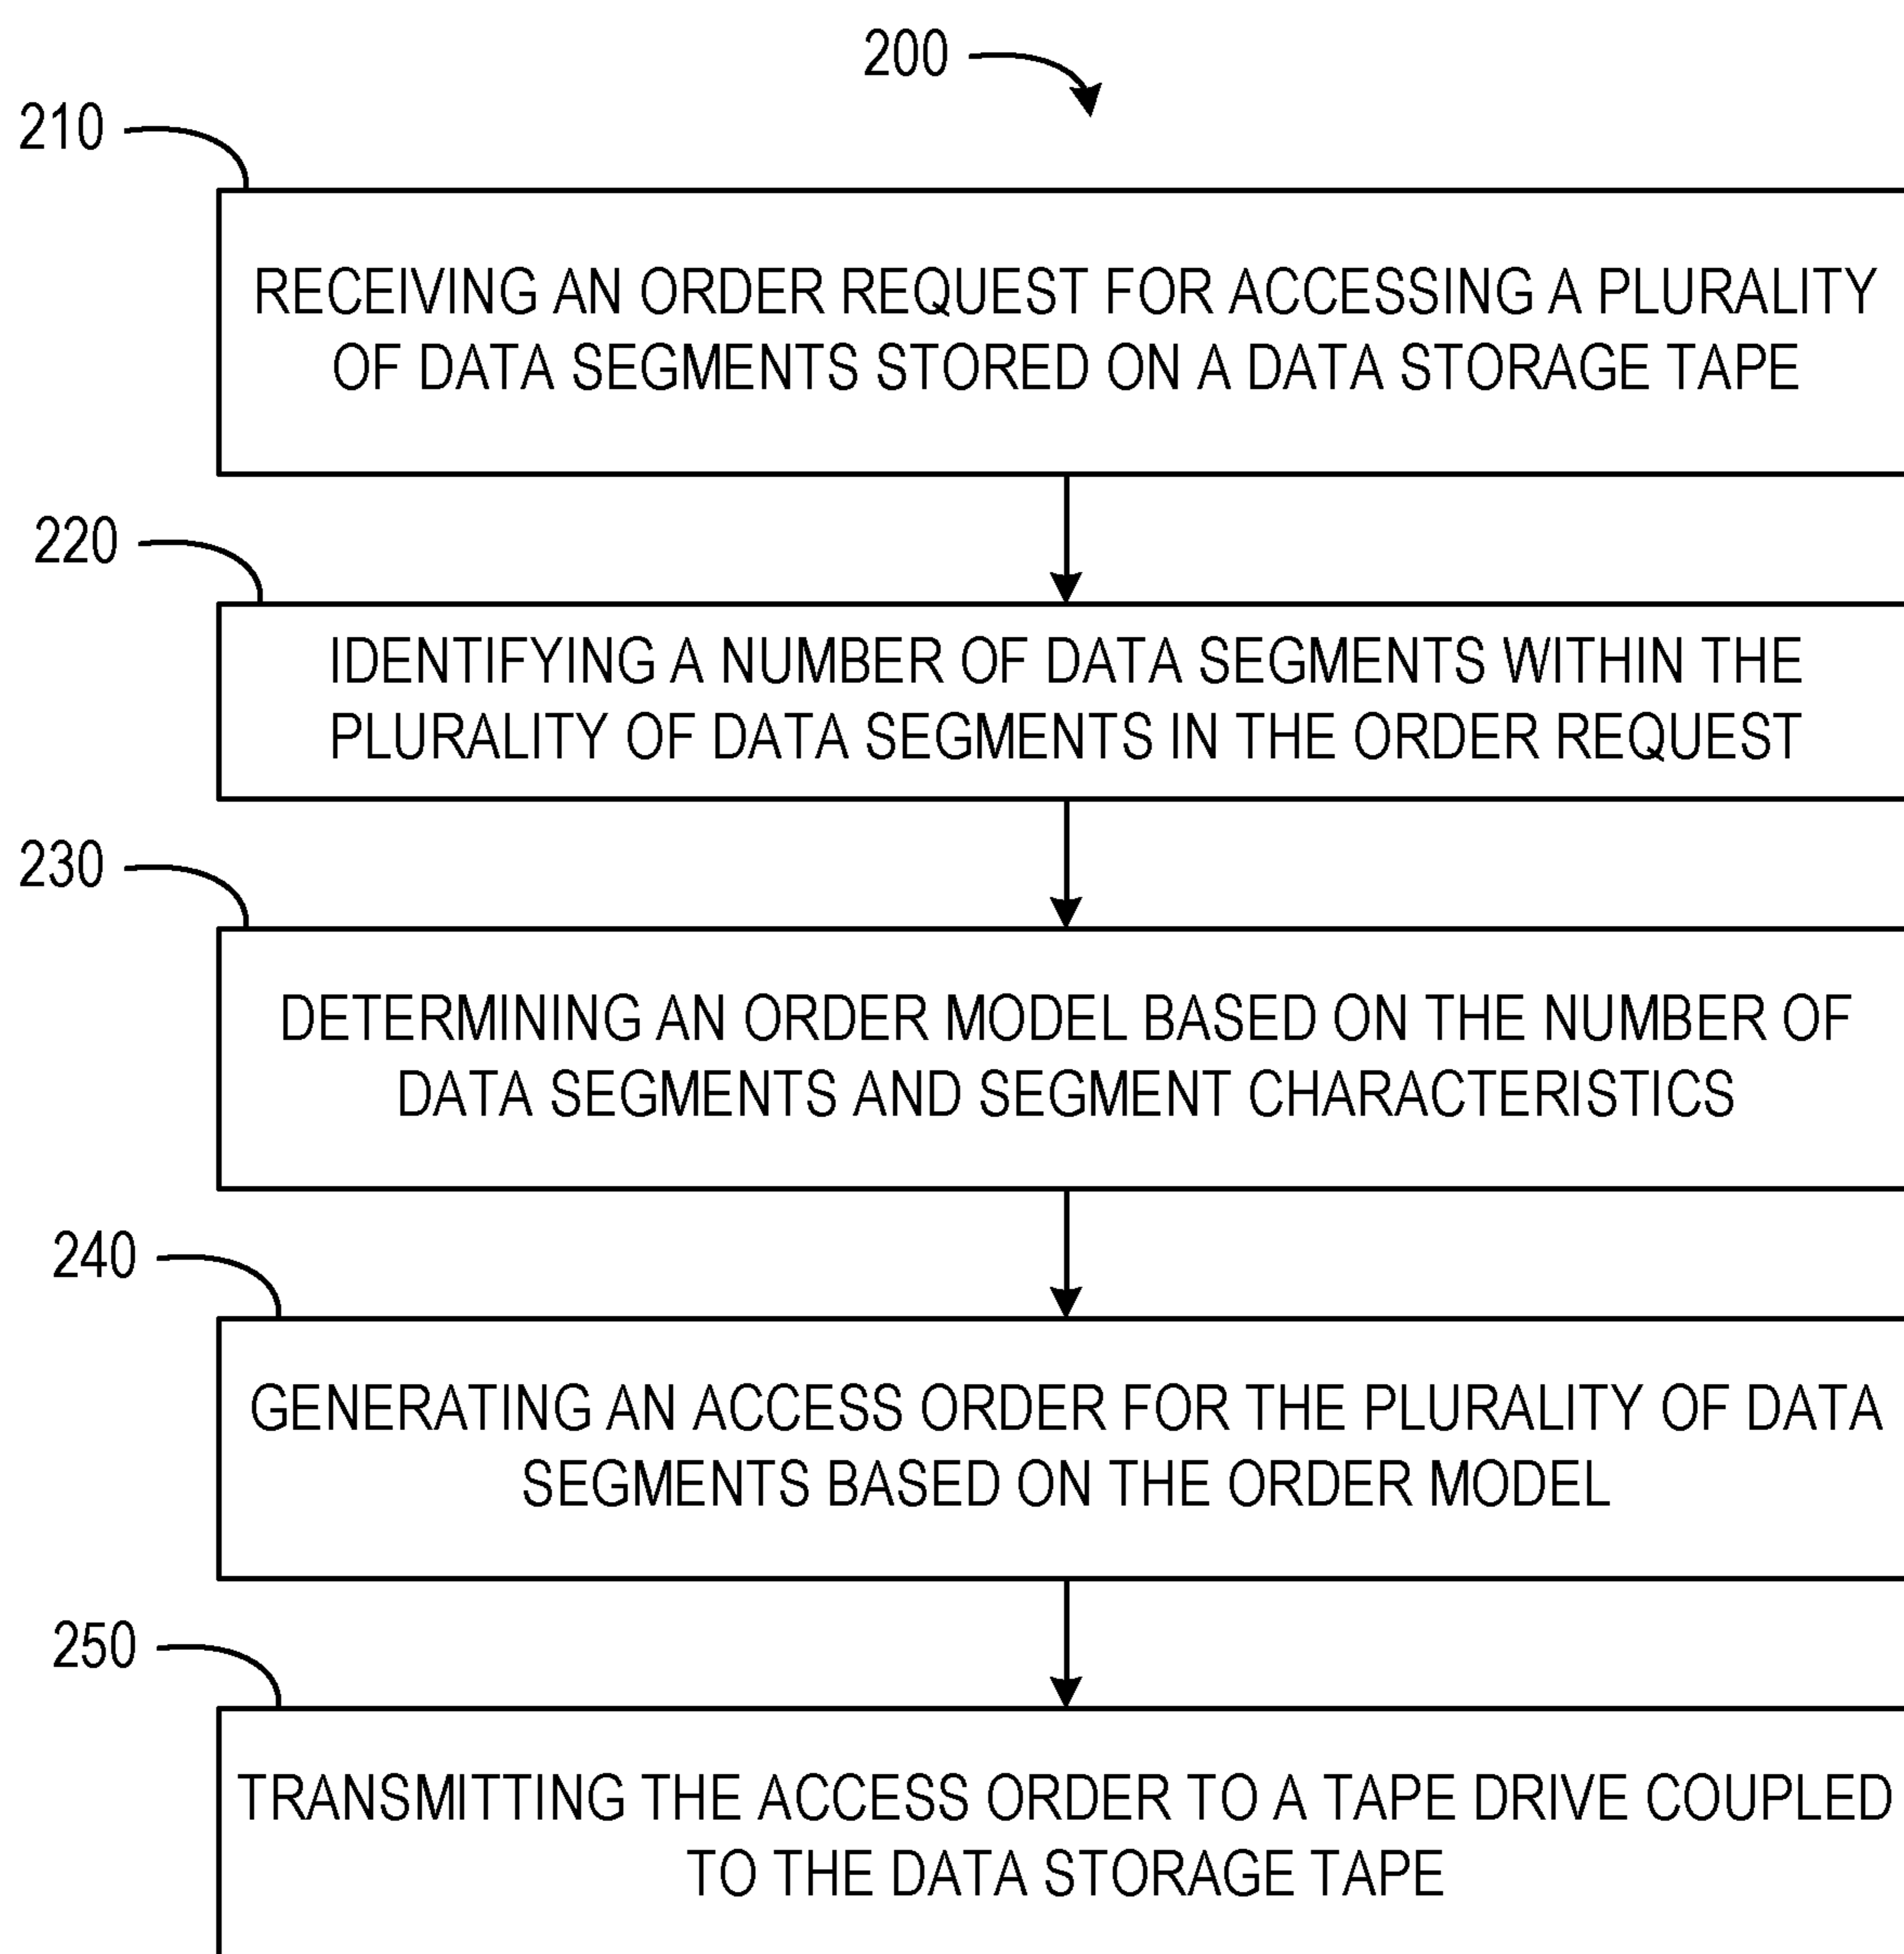 200
210
RECEIVING AN ORDER REQUEST FOR ACCESSING A PLURALITY
OF DATA SEGMENTS STORED ON A DATA STORAGE TAPE
220
IDENTIFYING A NUMBER OF DATA SEGMENTS WITHIN THE
PLURALITY OF DATA SEGMENTS IN THE ORDER REQUEST
230
DETERMINING AN ORDER MODEL BASED ON THE NUMBER OF
DATA SEGMENTS AND SEGMENT CHARACTERISTICS
240
GENERATING AN ACCESS ORDER FOR THE PLURALITY OF DATA
SEGMENTS BASED ON THE ORDER MODEL
250
TRANSMITTING THE ACCESS ORDER TO A TAPE DRIVE COUPLED
TO THE DATA STORAGE TAPE